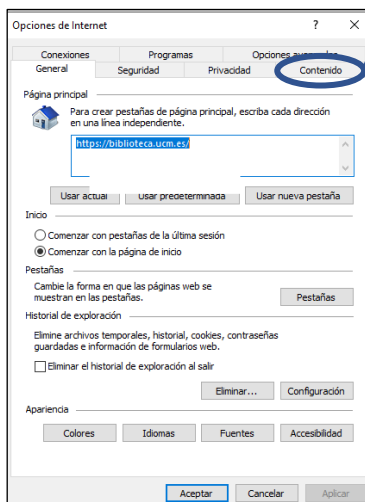 Opciones de Internet ? X
Conexiones Programas Opciones avanzadas
General Seguridad Privacidad Contenido
Página principal
Para crear pestañas de página principal, escriba cada dirección
en una línea independiente.
https://biblioteca.ucm.es/
Usar actual Usar predeterminada Usar nueva pestaña
Inicio
Comenzar con pestañas de la última sesión
Comenzar con la página de inicio
Pestañas
Cambie la forma en que las páginas web se
muestran en las pestañas.
Pestañas
Historial de exploración
Elimine archivos temporales, historial, cookies, contraseñas
guardadas e información de formularios web.
Eliminar el historial de exploración al salir
Eliminar... Configuración
Apariencia
Colores Idiomas Fuentes Accesibilidad
Aceptar Cancelar Aplicar